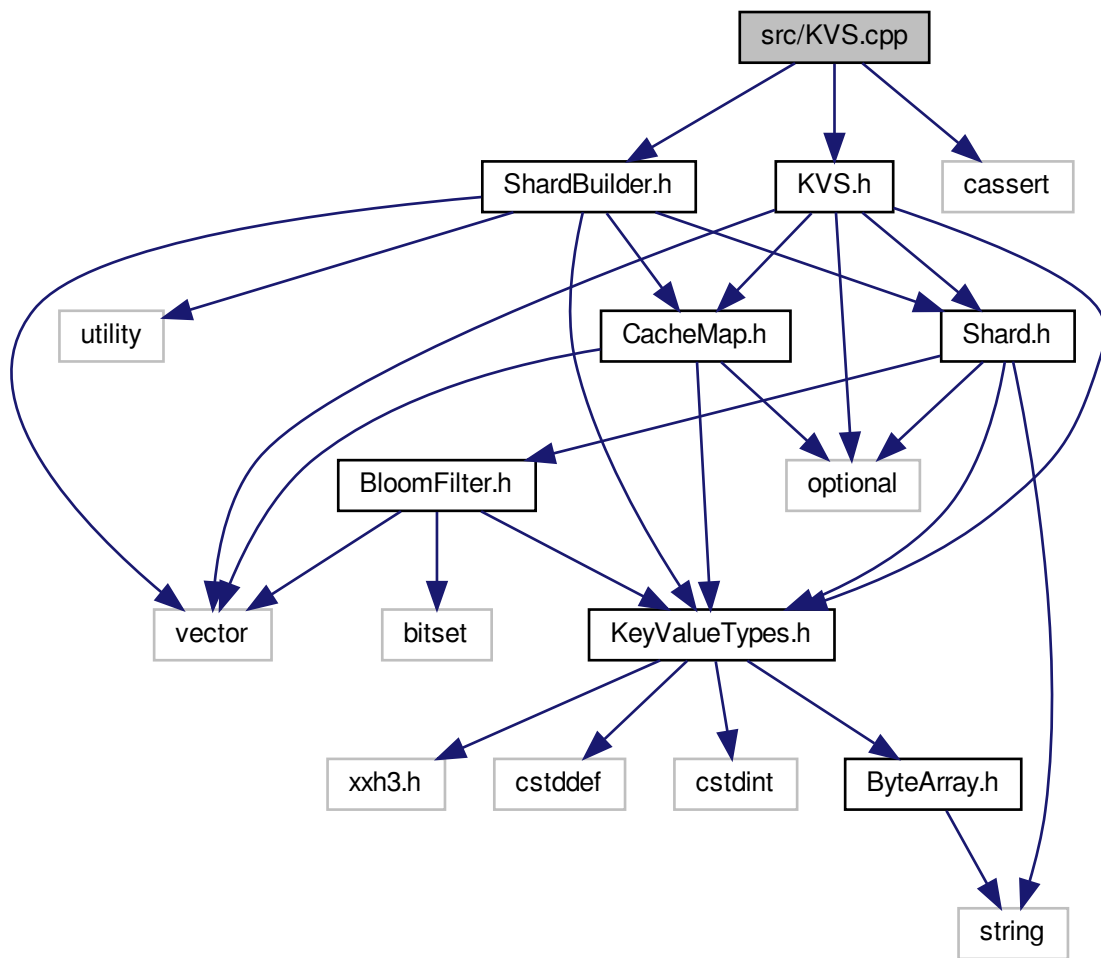 src/KVS.cpp
ShardBuilder.h
KVS.h
cassert
utility
CacheMap.h
Shard.h
BloomFilter.h
optional
vector
bitset
KeyValueTypes.h
xxh3.h
cstddef
cstdint
ByteArray.h
string